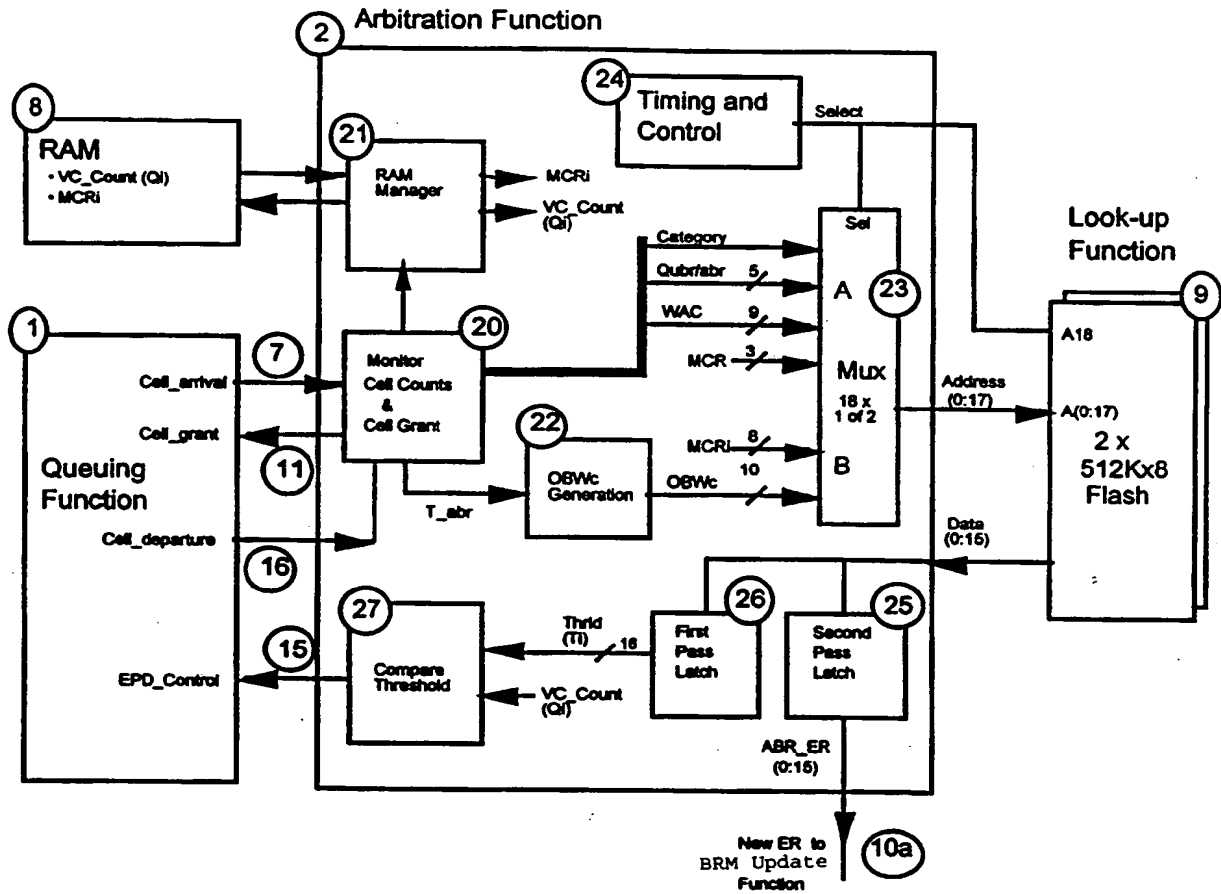 Arbitration Function
2
24
Timing and
Control
Select
8
RAM
• VC_Count (Qi)
• MCRi
21
RAM
Manager
MCRi
VC_Count
(Qi)
Look-up
Function
9
Sel
A
23
Mux
18 x
1 of 2
B
Category
Qubr/abr
5
WAC
9
MCR
3
MCRi
8
10
OBWc
Address
(0:17)
A18
A(0:17)
2 x
512Kx8
Flash
1
7
Cell_arrival
Cell_grant
11
Queuing
Function
Cell_departure
16
15
EPD_Control
20
Monitor
Cell Counts
&
Cell Grant
T_abr
22
OBWc
Generation
Data
(0:15)
27
Compare
Threshold
Thrld
(Ti)
16
VC_Count
(Qi)
26
First
Pass
Latch
25
Second
Pass
Latch
ABR_ER
(0:15)
New ER to
BRM Update
Function
10a